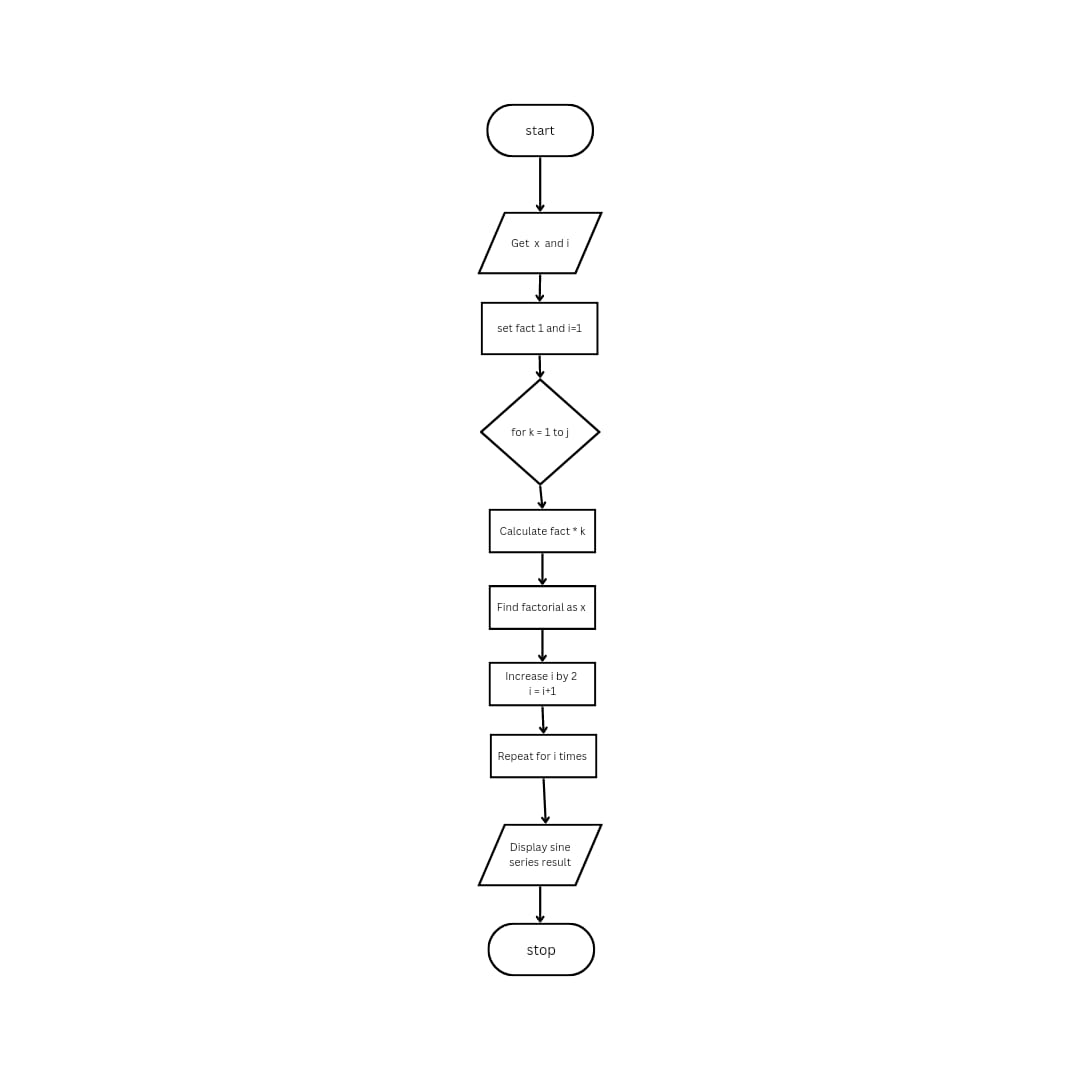 start
Get x and i
set fact 1 and i=1
for k = 1 to j
Calculate fact * k
Find factorial as x
Increase i by 2
i = i+1
Repeat for i times
Display sine
series result
stop